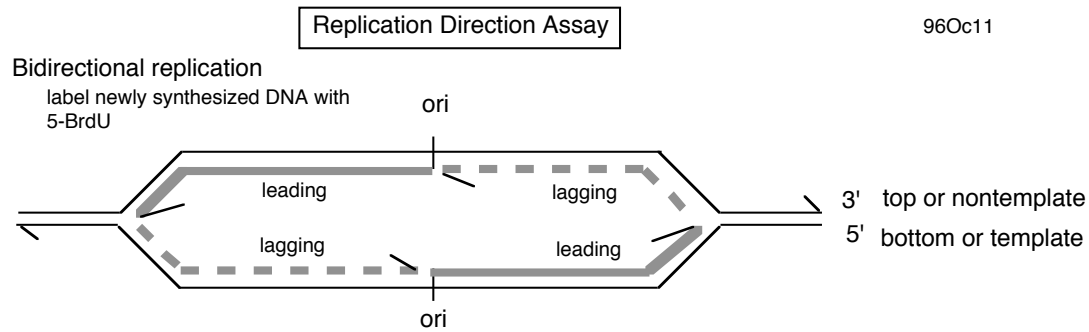 Replication Direction Assay
96Oc11
Bidirectional replication
label newly synthesized DNA with
5-BrdU
ori
leading
lagging
3' top or nontemplate
lagging
leading
5' bottom or template
ori